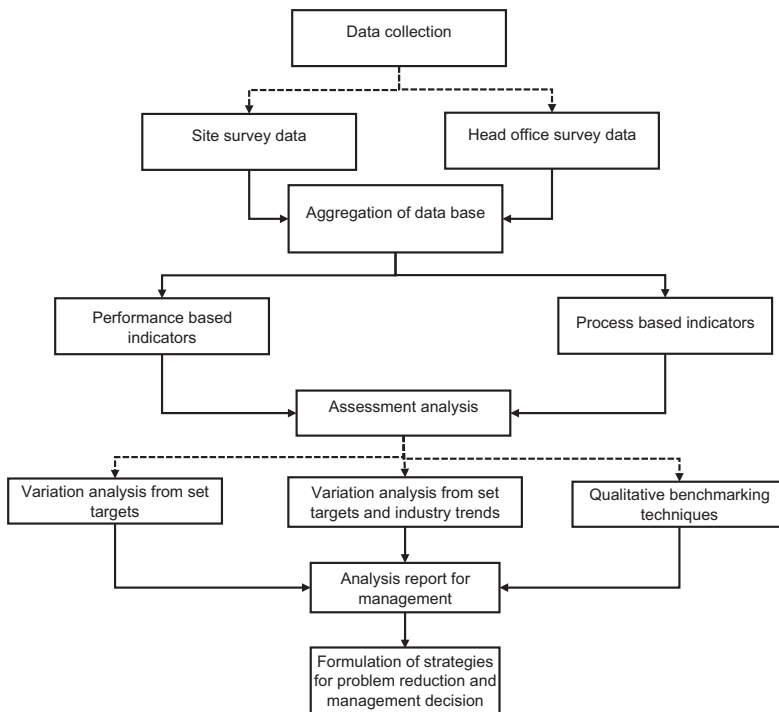 Data collection
Site survey data
Head office survey data
Aggregation of data base
Performance based
indicators
Process based indicators
Assessment analysis
Variation analysis from set
targets
Variation analysis from set
targets and industry trends
Qualitative benchmarking
techniques
Analysis report for
management
Formulation of strategies
for problem reduction and
management decision